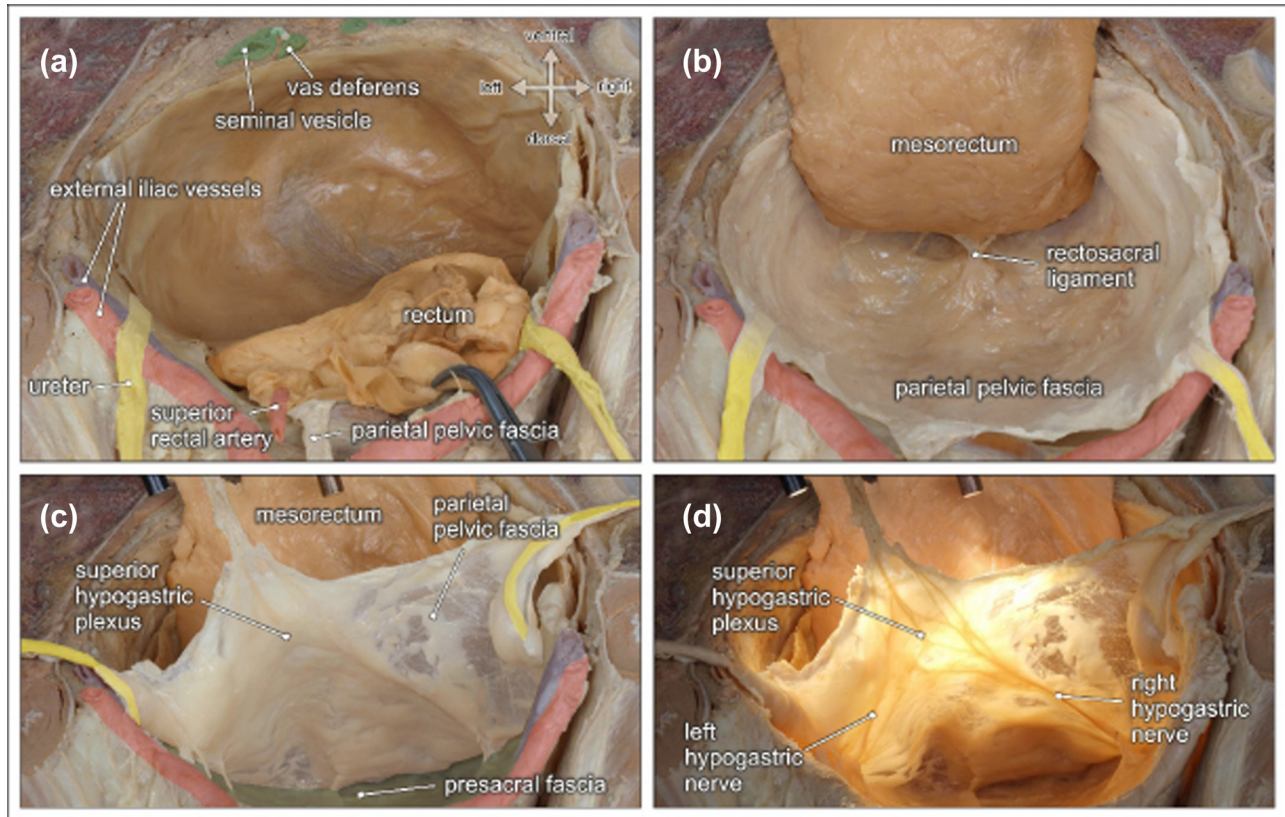 (a)
ventral
left
right
dorsal
vas deferens
seminal vesicle
external iliac vessels
rectum
ureter
superior
rectal artery
parietal pelvic fascia
(b)
mesorectum
rectosacral
ligament
parietal pelvic fascia
(c)
mesorectum
parietal
pelvic fascia
superior
hypogastric
plexus
presacral fascia
(d)
superior
hypogastric
plexus
right
hypogastric
nerve
left
hypogastric
nerve